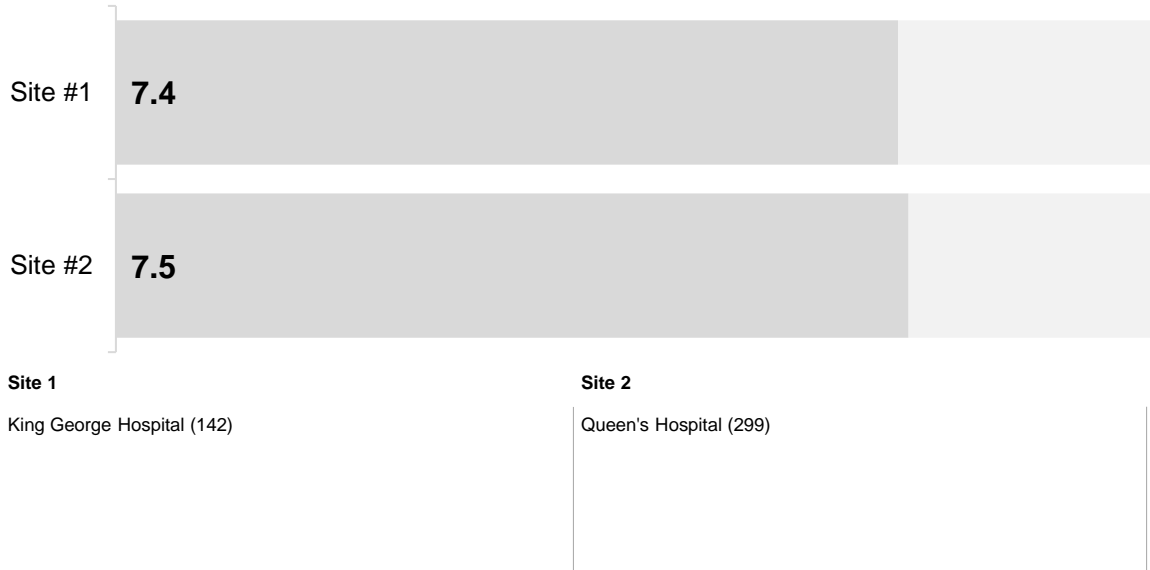 Site #1
7.4
Site #2
7.5
Site 1
Site 2
King George Hospital (142)
Queen's Hospital (299)